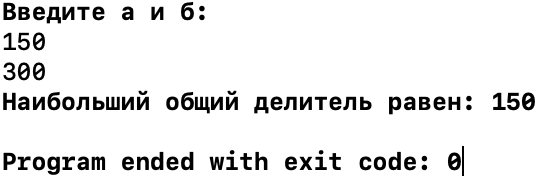 Введите а и б:
150
300
Наибольший общий делитель равен: 150
Program ended with exit code: 0